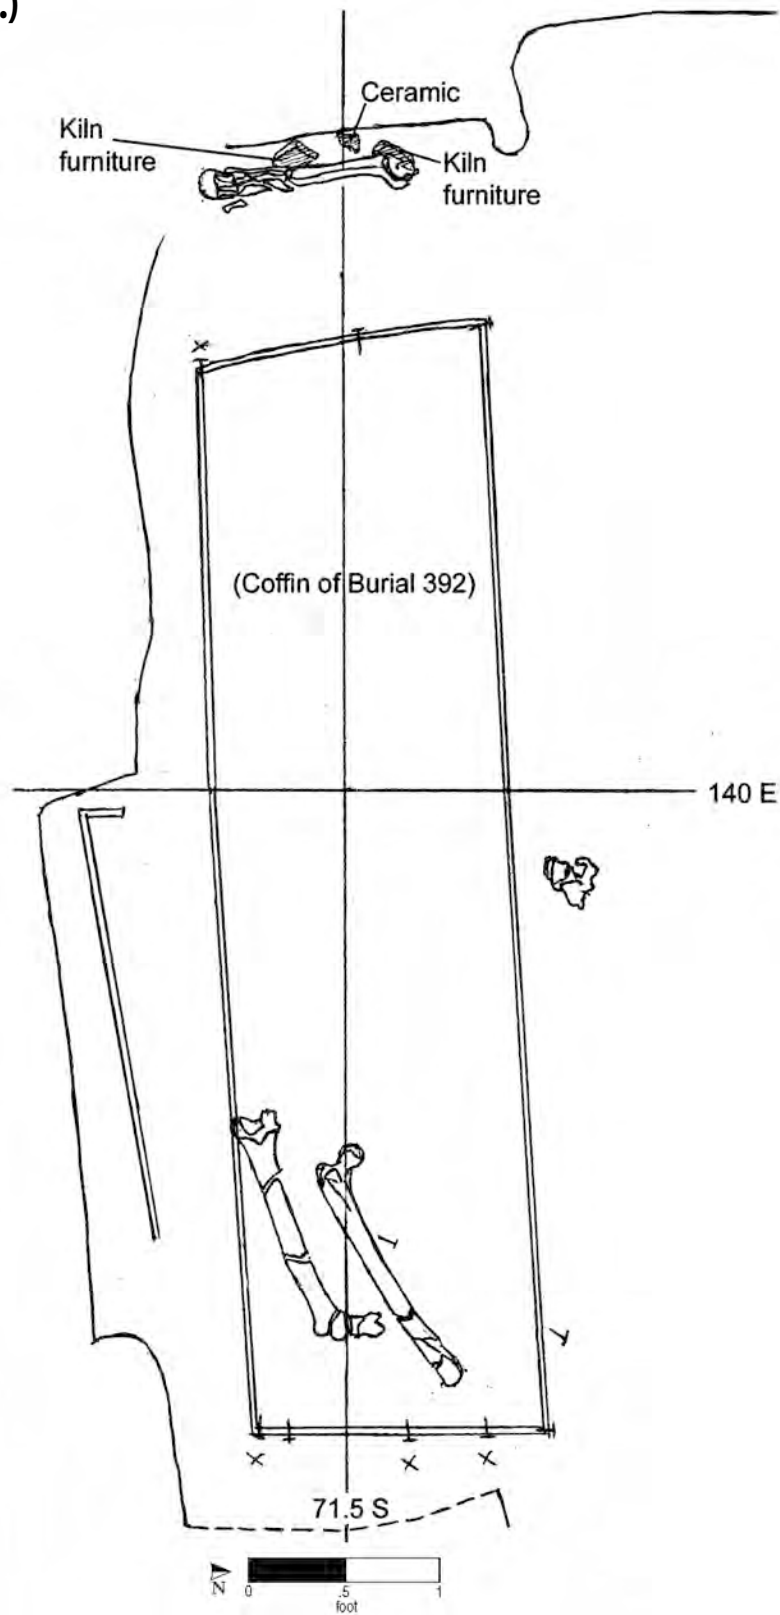 .)
Ceramic
Kiln
furniture
Kiln
furniture
x
(Coffin of Burial 392)
140 E
x
x
x
71.5 S
N
0
.5
1
foot